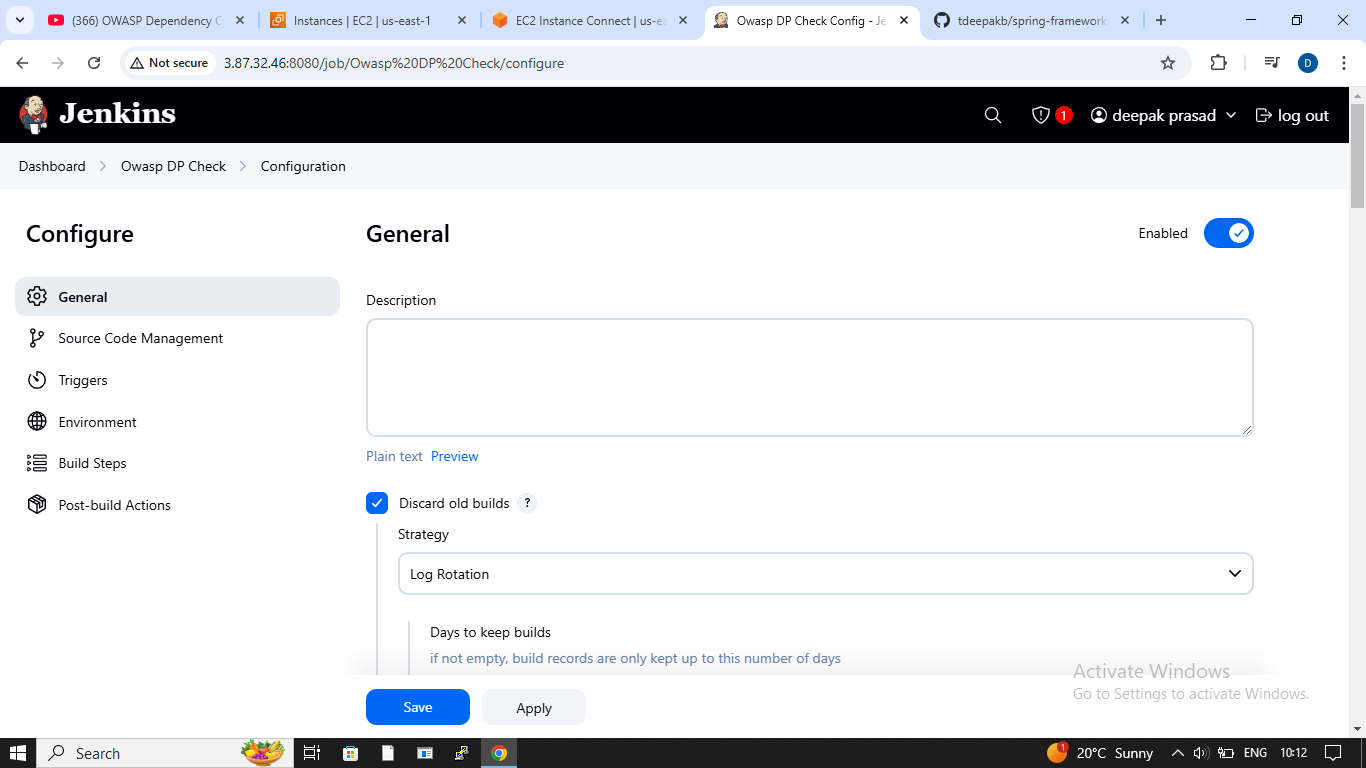 (366) OWASP Dependency C
Instances | EC2 | us-east-1
EC2 Instance Connect | us-ea
Owasp DP Check Config - Je
tdeepakb/spring-framework
Not secure
3.87.32.46:8080/job/Owasp%20DP%20Check/configure
D
Jenkins
1
deepak prasad
log out
Dashboard
Owasp DP Check
Configuration
Configure
General
Source Code Management
Triggers
Environment
Build Steps
Post-build Actions
General
Enabled
Description
Plain text Preview
Discard old builds ?
Strategy
Log Rotation
Days to keep builds
if not empty, build records are only kept up to this number of days
Save
Apply
Activate Windows
Go to Settings to activate Windows.
Search
1
20°C Sunny
ENG
10:12